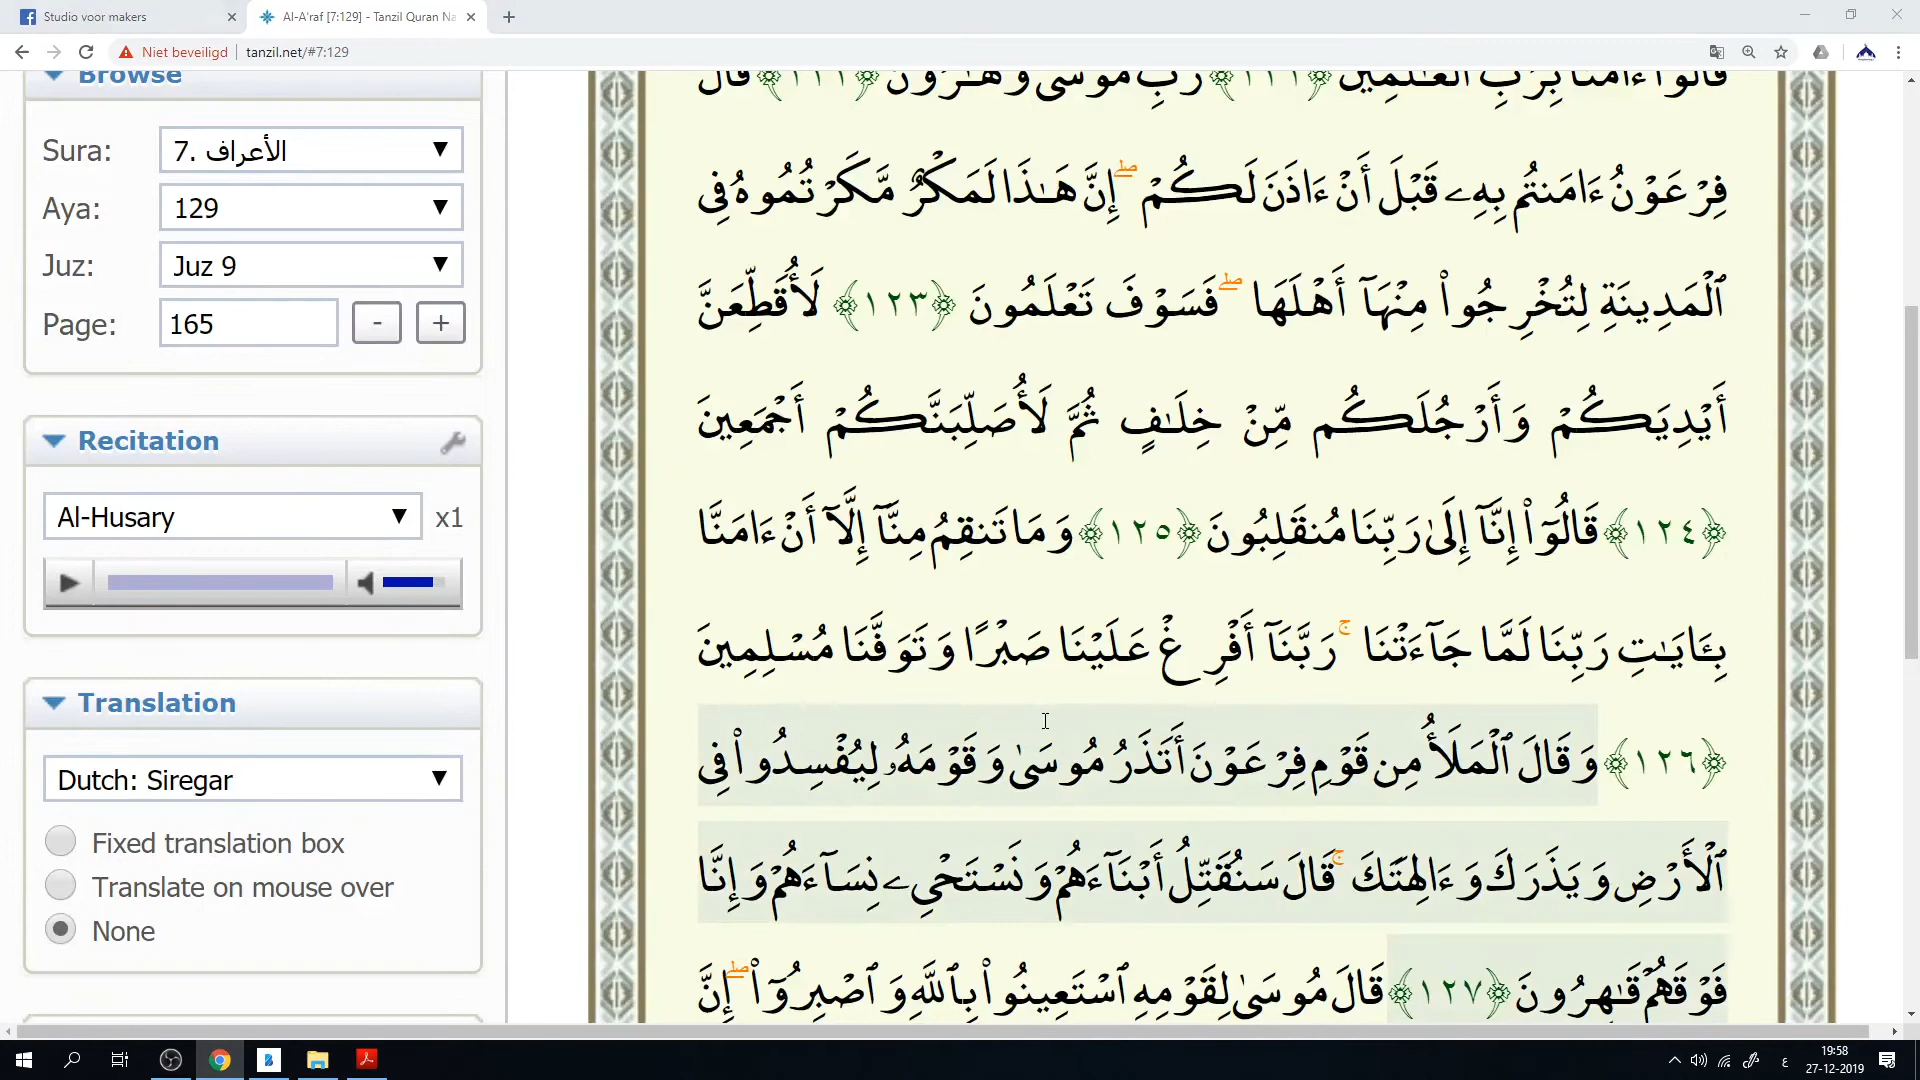 Studio voor makers
Al-A'raf [7:129] - Tanzil Quran Na
Niet beveiligd
tanzil.net/#7:129
Browse
Sura:
7. الأعراف
Aya:
129
Juz:
Juz 9
Page:
165
-
+
Recitation
Al-Husary
x1
Translation
Dutch: Siregar
Fixed translation box
Translate on mouse over
None
قَالُوٓا۟ ءَامَنَّا بِرَبِّ ٱلْعَـٰلَمِينَ ﴿١٢١﴾ رَبِّ مُوسَىٰ وَهَـٰرُونَ ﴿١٢٢﴾ قَالَ
فِرْعَوْنُ ءَامَنتُم بِهِۦ قَبْلَ أَنْ ءَاذَنَ لَكُمْ ۖ إِنَّ هَـٰذَا لَمَكْرٌ مَّكَرْتُمُوهُ فِى
ٱلْمَدِينَةِ لِتُخْرِجُوا۟ مِنْهَآ أَهْلَهَا ۖ فَسَوْفَ تَعْلَمُونَ ﴿١٢٣﴾ لَأُقَطِّعَنَّ
أَيْدِيَكُمْ وَأَرْجُلَكُم مِّنْ خِلَـٰفٍ ثُمَّ لَأُصَلِّبَنَّكُمْ أَجْمَعِينَ
﴿١٢٤﴾ قَالُوٓا۟ إِنَّآ إِلَىٰ رَبِّنَا مُنقَلِبُونَ ﴿١٢٥﴾ وَمَا تَنقِمُ مِنَّآ إِلَّآ أَنْ ءَامَنَّا
بِـَٔايَـٰتِ رَبِّنَا لَمَّا جَآءَتْنَا ۚ رَبَّنَآ أَفْرِغْ عَلَيْنَا صَبْرًا وَتَوَفَّنَا مُسْلِمِينَ
﴿١٢٦﴾ وَقَالَ ٱلْمَلَأُ مِن قَوْمِ فِرْعَوْنَ أَتَذَرُ مُوسَىٰ وَقَوْمَهُۥ لِيُفْسِدُوا۟ فِى
ٱلْأَرْضِ وَيَذَرَكَ وَءَالِهَتَكَ ۚ قَالَ سَنُقَتِّلُ أَبْنَآءَهُمْ وَنَسْتَحْىِۦ نِسَآءَهُمْ وَإِنَّا
فَوْقَهُمْ قَـٰهِرُونَ ﴿١٢٧﴾ قَالَ مُوسَىٰ لِقَوْمِهِ ٱسْتَعِينُوا۟ بِٱللَّهِ وَٱصْبِرُوٓا۟ ۖ إِنَّ
ع
19:58
27-12-2019